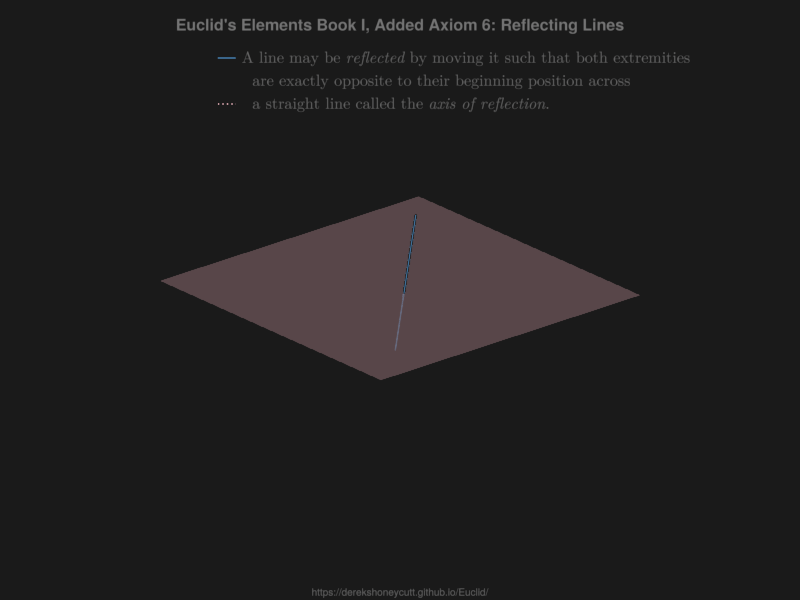 Euclid's Elements Book I, Added Axiom 6: Reflecting Lines
A line may be reflected by moving it such that both extremities
are exactly opposite to their beginning position across
a straight line called the axis of reflection.
https://derekshoneycutt.github.io/Euclid/